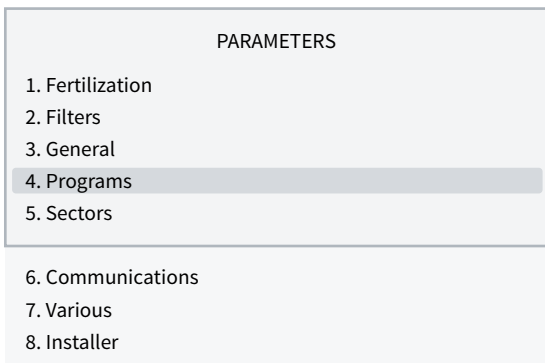 PARAMETERS
1. Fertilization
2. Filters
3. General
4. Programs
5. Sectors
6. Communications
7. Various
8. Installer